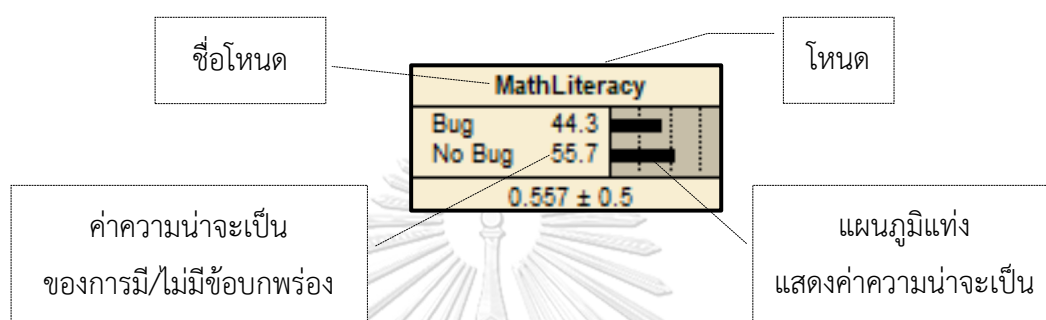 ชื่อโหนด
โหนด
MathLiteracy
Bug 44.3
No Bug 55.7
0.557 ± 0.5
ค่าความน่าจะเป็น
ของการมี/ไม่มีข้อบกพร่อง
แผนภูมิแท่ง
แสดงค่าความน่าจะเป็น